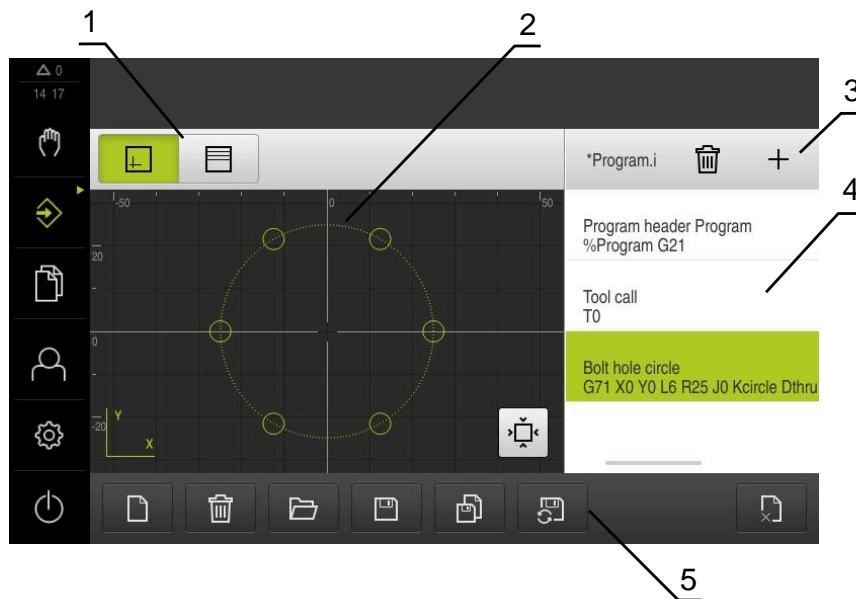 1
2
3
4
5
0
14 17
*Program.i
-50
0
50
20
0
-20
Y
X
Program header Program
%Program G21
Tool call
T0
Bolt hole circle
G71 X0 Y0 L6 R25 J0 Kcircle Dthru